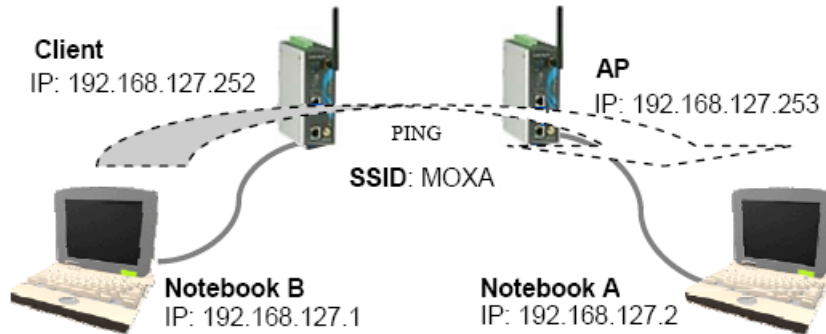 Client
IP: 192.168.127.252
AP
IP: 192.168.127.253
PING
SSID: MOXA
Notebook B
IP: 192.168.127.1
Notebook A
IP: 192.168.127.2